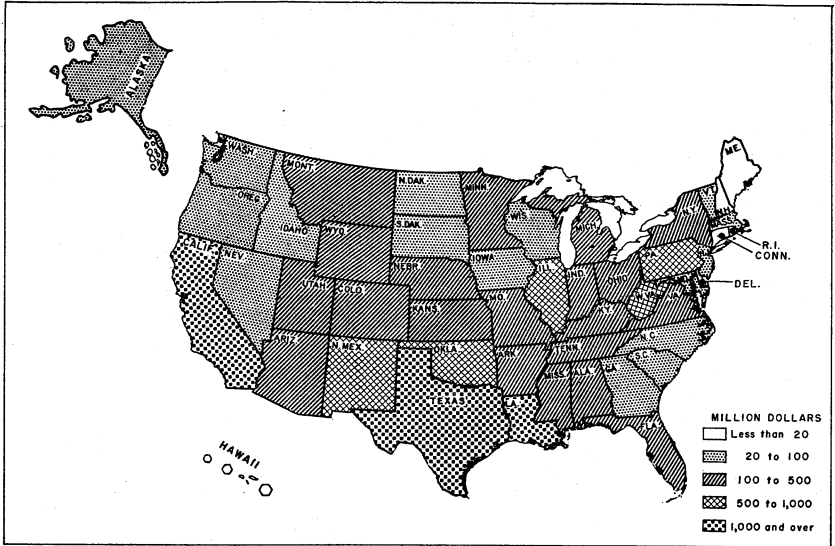 ALASKA
WASH.
MONT.
N.DAK.
MINN.
ME.
VT.
N.H.
MASS.
OREG.
IDAHO
WYO.
S.DAK.
WIS.
MICH.
N.Y.
R.I.
CONN.
CALIF.
NEV.
NEBR.
IOWA
ILL.
IND.
OHIO
PA.
DEL.
UTAH
COLO.
KANS.
MO.
KY.
W.VA.
VA.
ARIZ.
N.MEX.
OKLA.
ARK.
TENN.
N.C.
S.C.
TEXAS
LA.
MISS.
ALA.
GA.
FLA.
HAWAII
MILLION DOLLARS
Less than 20
20 to 100
100 to 500
500 to 1,000
1,000 and over